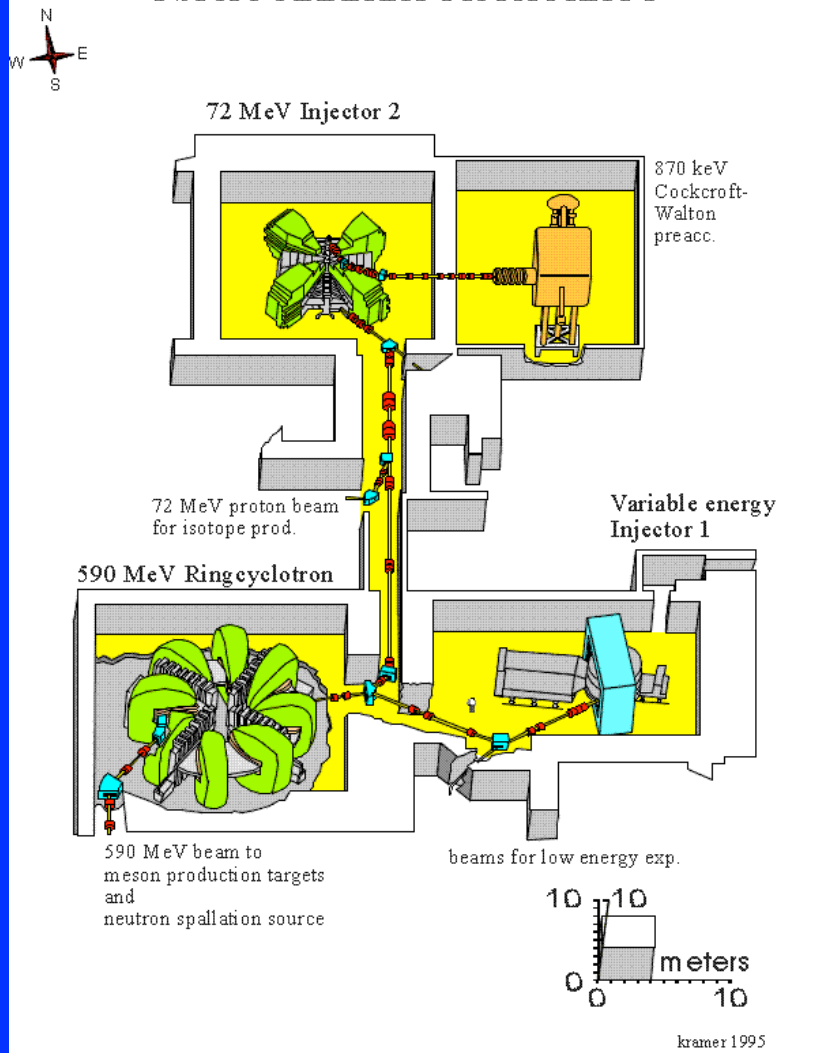 N
W
E
S
72 MeV Injector 2
870 keV
Cockcroft-
Walton
preacc.
72 MeV proton beam
for isotope prod.
Variable energy
Injector 1
590 MeV Ringcyclotron
590 MeV beam to
meson production targets
and
neutron spallation source
beams for low energy exp.
10 10
meters
0
0 10
kramer 1995